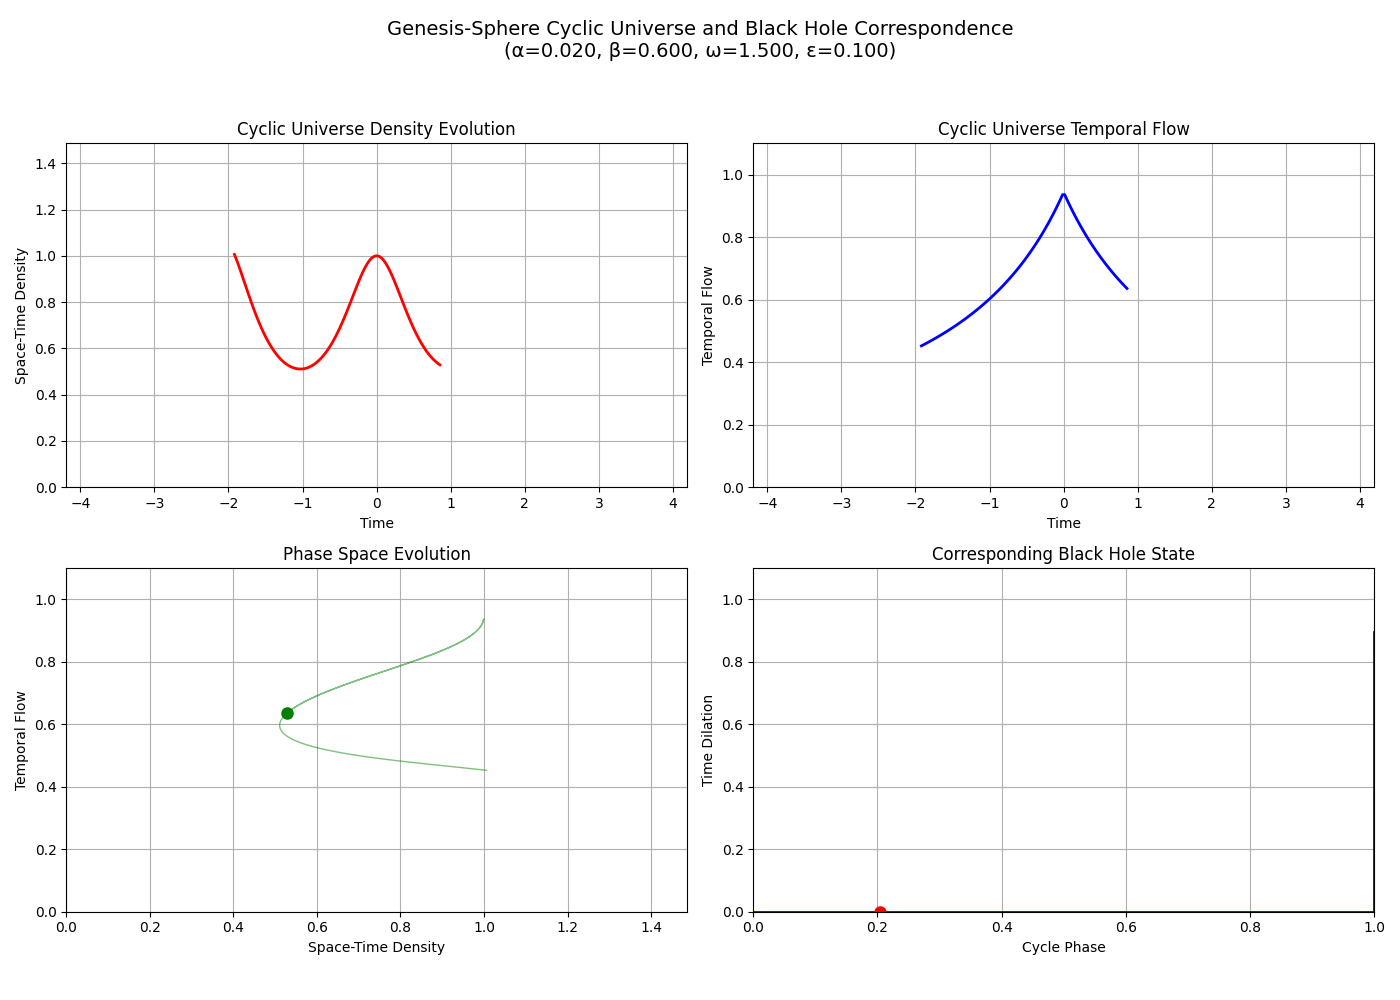 Genesis-Sphere Cyclic Universe and Black Hole Correspondence
(α=0.020, β=0.600, ω=1.500, ε=0.100)
Cyclic Universe Density Evolution
Space-Time Density
1.4
1.2
1.0
0.8
0.6
0.4
0.2
0.0
−4 −3 −2 −1 0 1 2 3 4
Time
Cyclic Universe Temporal Flow
Temporal Flow
1.0
0.8
0.6
0.4
0.2
0.0
−4 −3 −2 −1 0 1 2 3 4
Time
Phase Space Evolution
Temporal Flow
1.0
0.8
0.6
0.4
0.2
0.0
0.0 0.2 0.4 0.6 0.8 1.0 1.2 1.4
Space-Time Density
Corresponding Black Hole State
Time Dilation
1.0
0.8
0.6
0.4
0.2
0.0
0.0 0.2 0.4 0.6 0.8 1.0
Cycle Phase